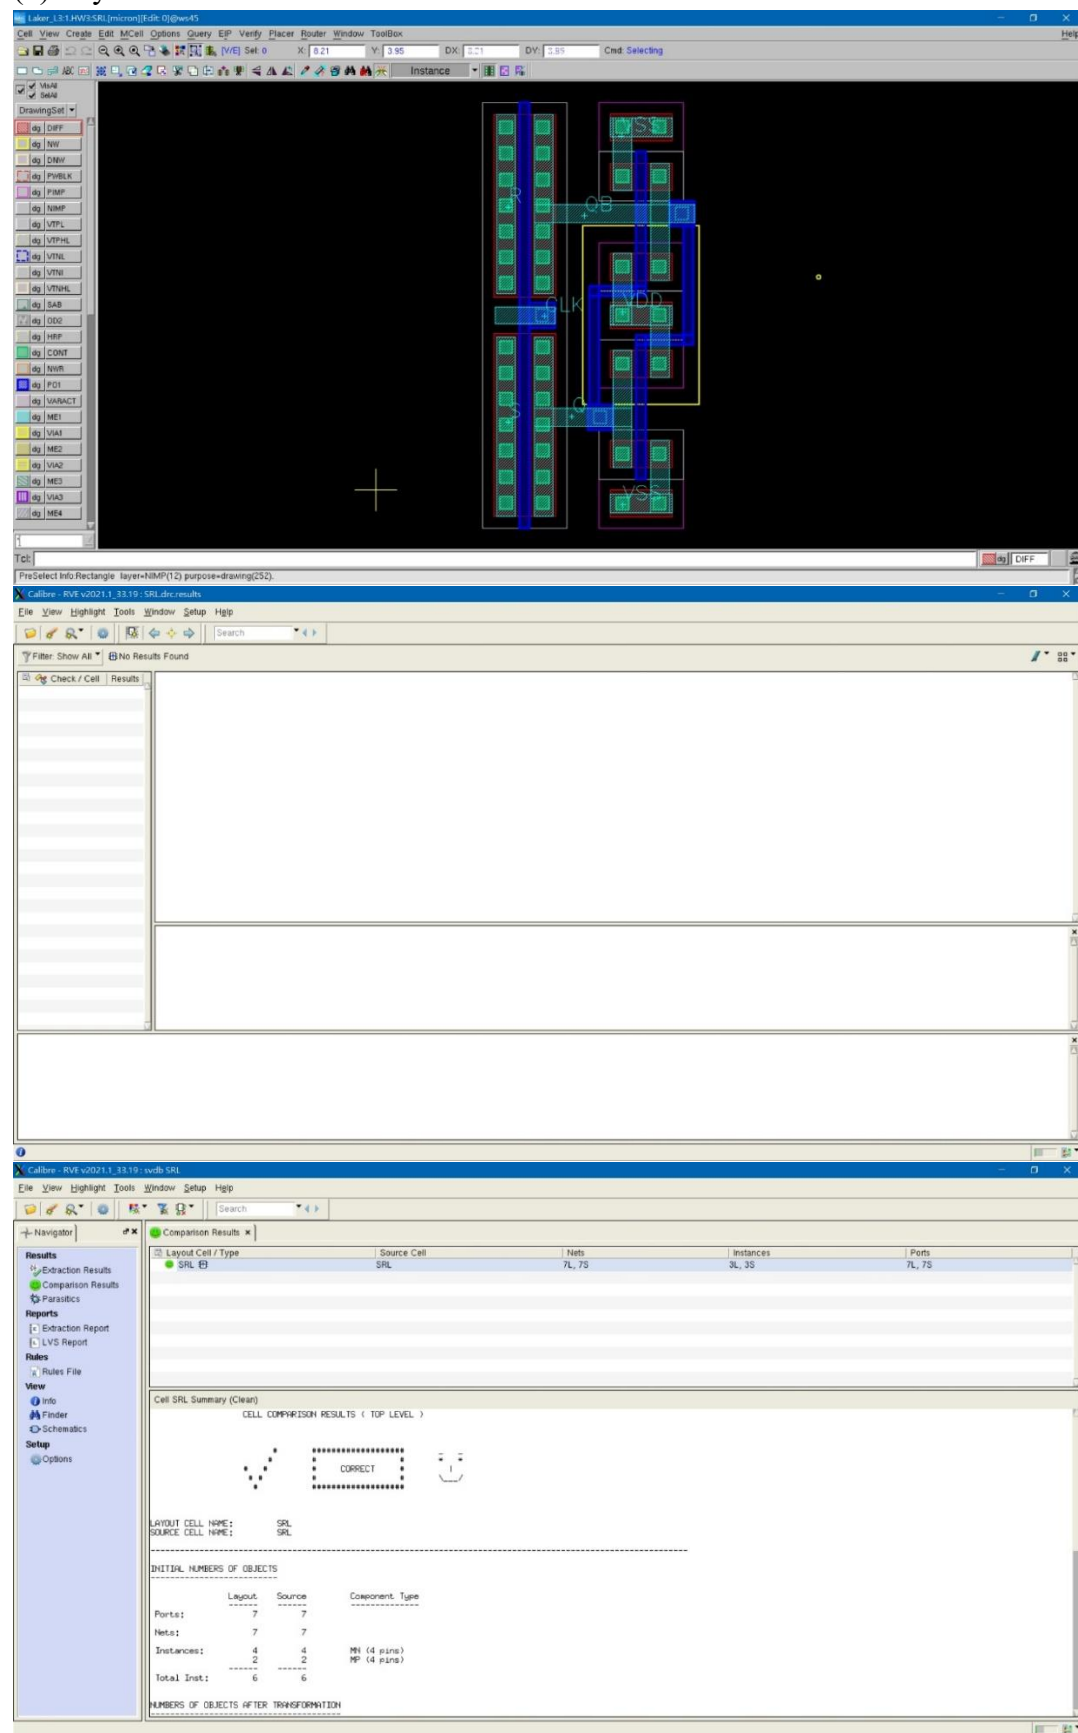 Laker_L3:1.HW3:SRL[micron][Edit: 0]@ws45
Cell View Create Edit MCell Options Query EIP Verify Placer Router Window ToolBox Help
[V/E] Sel: 0 X: 8.21 Y: 3.95 DX: DY: Cmd: Selecting
Instance
VisAll
SelAll
DrawingSet
dg DIFF
dg NW
dg DNW
dg PWBLK
dg PIMP
dg NIMP
dg VTPL
dg VTPHL
dg VTNL
dg VTNI
dg VTNHL
dg SAB
dg OD2
dg HRP
dg CONT
dg NWR
dg PO1
dg VARACT
dg ME1
dg VIA1
dg ME2
dg VIA2
dg ME3
dg VIA3
dg ME4
VSS
R
QB
CLK
VDD
S
Q
VSS
Tcl:
dg DIFF
PreSelect Info:Rectangle layer=NIMP(12) purpose=drawing(252).
Calibre - RVE v2021.1_33.19 : SRL.drc.results
File View Highlight Tools Window Setup Help
Search
Filter: Show All No Results Found
Check / Cell Results
Calibre - RVE v2021.1_33.19 : svdb SRL
File View Highlight Tools Window Setup Help
Search
Navigator
Comparison Results
Results
Extraction Results
Comparison Results
Parasitics
Reports
Extraction Report
LVS Report
Rules
Rules File
View
Info
Finder
Schematics
Setup
Options
Layout Cell / Type Source Cell Nets Instances Ports
SRL SRL 7L, 7S 3L, 3S 7L, 7S
Cell SRL Summary (Clean)
CELL COMPARISON RESULTS ( TOP LEVEL )
CORRECT
LAYOUT CELL NAME: SRL
SOURCE CELL NAME: SRL
INITIAL NUMBERS OF OBJECTS
Layout Source Component Type
Ports: 7 7
Nets: 7 7
Instances: 4 4 MN (4 pins)
2 2 MP (4 pins)
Total Inst: 6 6
NUMBERS OF OBJECTS AFTER TRANSFORMATION